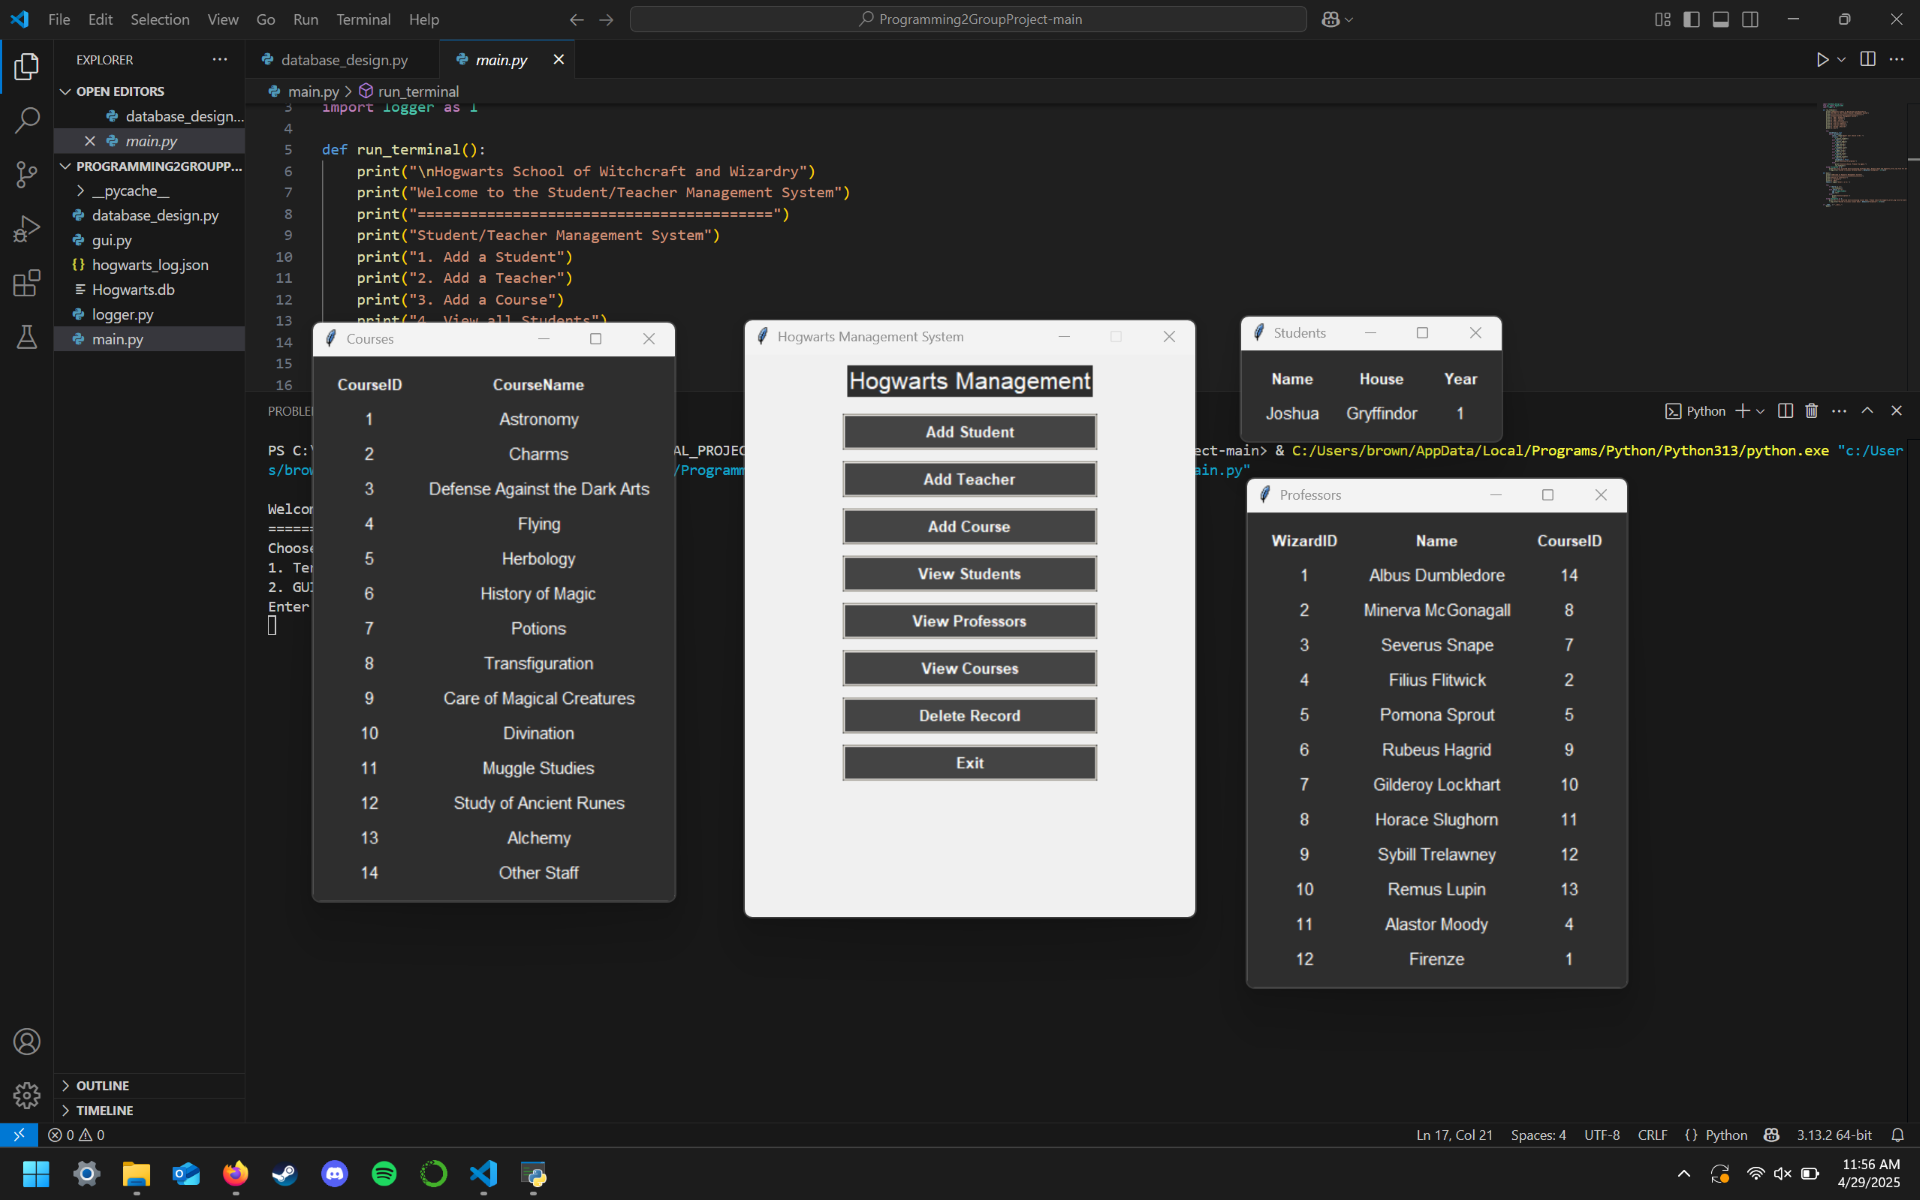 File Edit Selection View Go Run Terminal Help
Programming2GroupProject-main
EXPLORER
OPEN EDITORS
database_design...
main.py
PROGRAMMING2GROUPP...
__pycache__
database_design.py
gui.py
hogwarts_log.json
Hogwarts.db
logger.py
main.py
OUTLINE
TIMELINE
database_design.py
main.py
main.py > run_terminal
3 import logger as l
4
5 def run_terminal():
6 print("\nHogwarts School of Witchcraft and Wizardry")
7 print("Welcome to the Student/Teacher Management System")
8 print("=========================================")
9 print("Student/Teacher Management System")
10 print("1. Add a Student")
11 print("2. Add a Teacher")
12 print("3. Add a Course")
13 print("4. View all Students")
14
15
16
PROBLE
Python
PS C:\ AL_PROJEC ect-main> & C:/Users/brown/AppData/Local/Programs/Python/Python313/python.exe "c:/User
s/brow /Programm ain.py"
Welcom
Choose
1. Ter
2. GUI
Enter
Courses
CourseID CourseName
1 Astronomy
2 Charms
3 Defense Against the Dark Arts
4 Flying
5 Herbology
6 History of Magic
7 Potions
8 Transfiguration
9 Care of Magical Creatures
10 Divination
11 Muggle Studies
12 Study of Ancient Runes
13 Alchemy
14 Other Staff
Hogwarts Management System
Hogwarts Management
Add Student
Add Teacher
Add Course
View Students
View Professors
View Courses
Delete Record
Exit
Students
Name House Year
Joshua Gryffindor 1
Professors
WizardID Name CourseID
1 Albus Dumbledore 14
2 Minerva McGonagall 8
3 Severus Snape 7
4 Filius Flitwick 2
5 Pomona Sprout 5
6 Rubeus Hagrid 9
7 Gilderoy Lockhart 10
8 Horace Slughorn 11
9 Sybill Trelawney 12
10 Remus Lupin 13
11 Alastor Moody 4
12 Firenze 1
0 0
Ln 17, Col 21 Spaces: 4 UTF-8 CRLF {} Python 3.13.2 64-bit
11:56 AM
4/29/2025